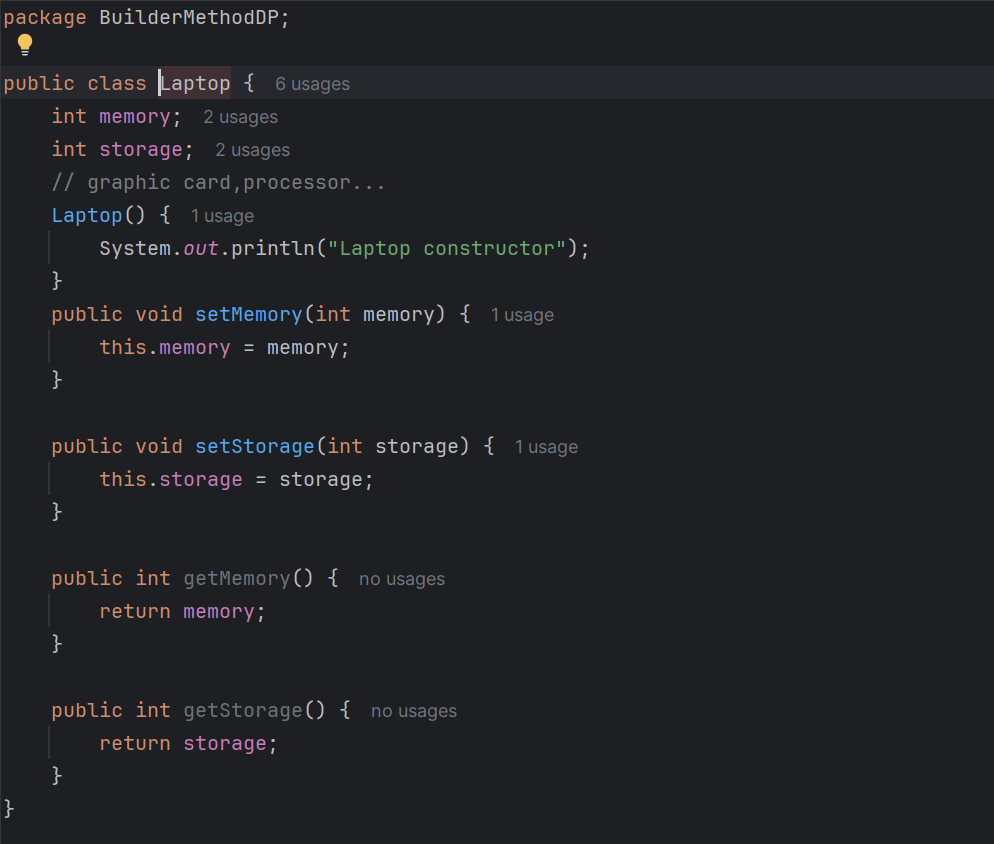 package BuilderMethodDP;
public class Laptop {  6 usages
    int memory;  2 usages
    int storage;  2 usages
    // graphic card,processor...
    Laptop() {  1 usage
        System.out.println("Laptop constructor");
    }
    public void setMemory(int memory) {  1 usage
        this.memory = memory;
    }
    public void setStorage(int storage) {  1 usage
        this.storage = storage;
    }
    public int getMemory() {  no usages
        return memory;
    }
    public int getStorage() {  no usages
        return storage;
    }
}